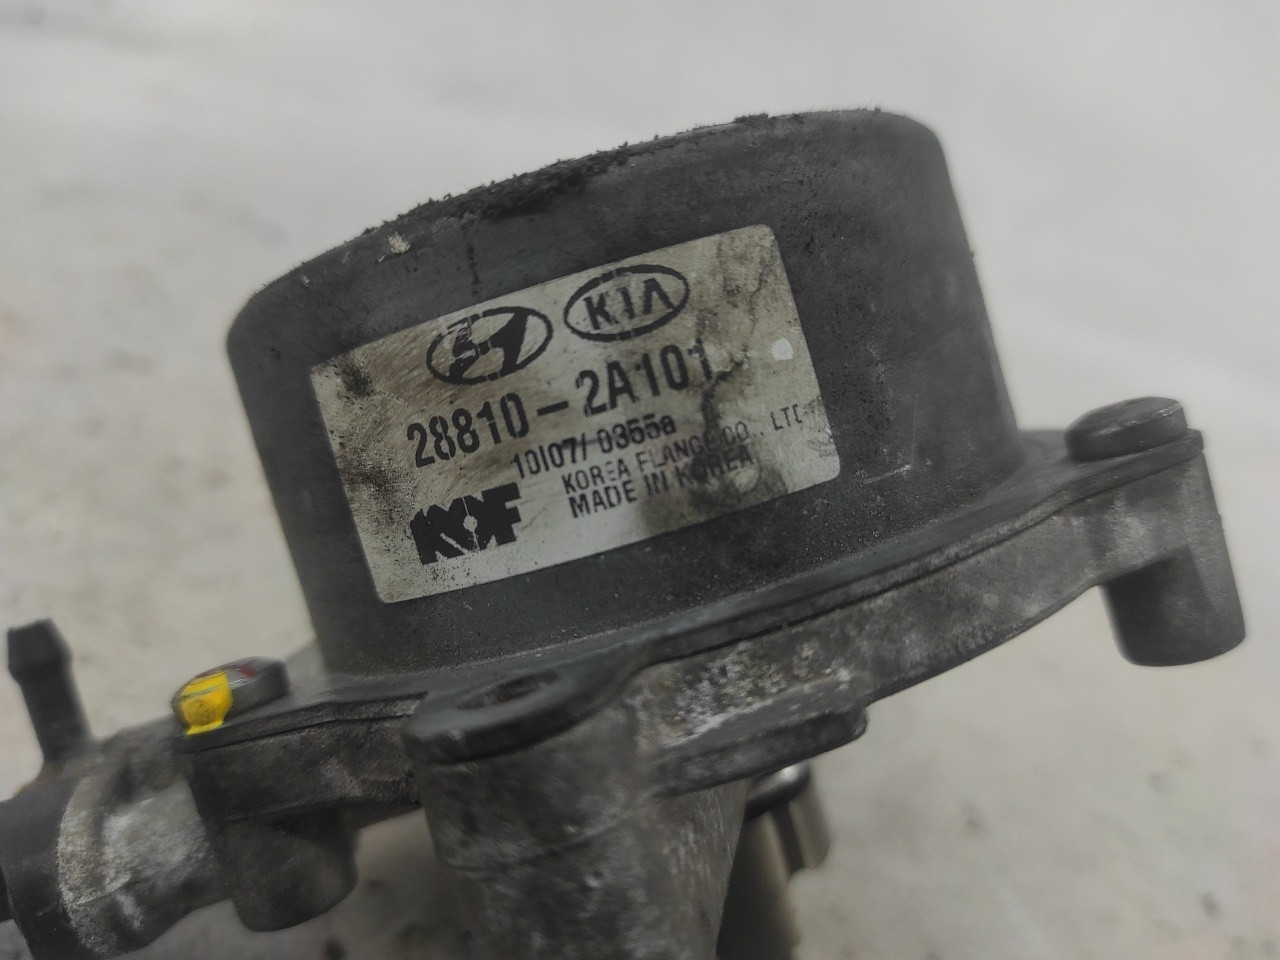 KIA
28810-2A101
10I07/0355a
KOREA FLANGE CO., LTD
MADE IN KOREA
KOF